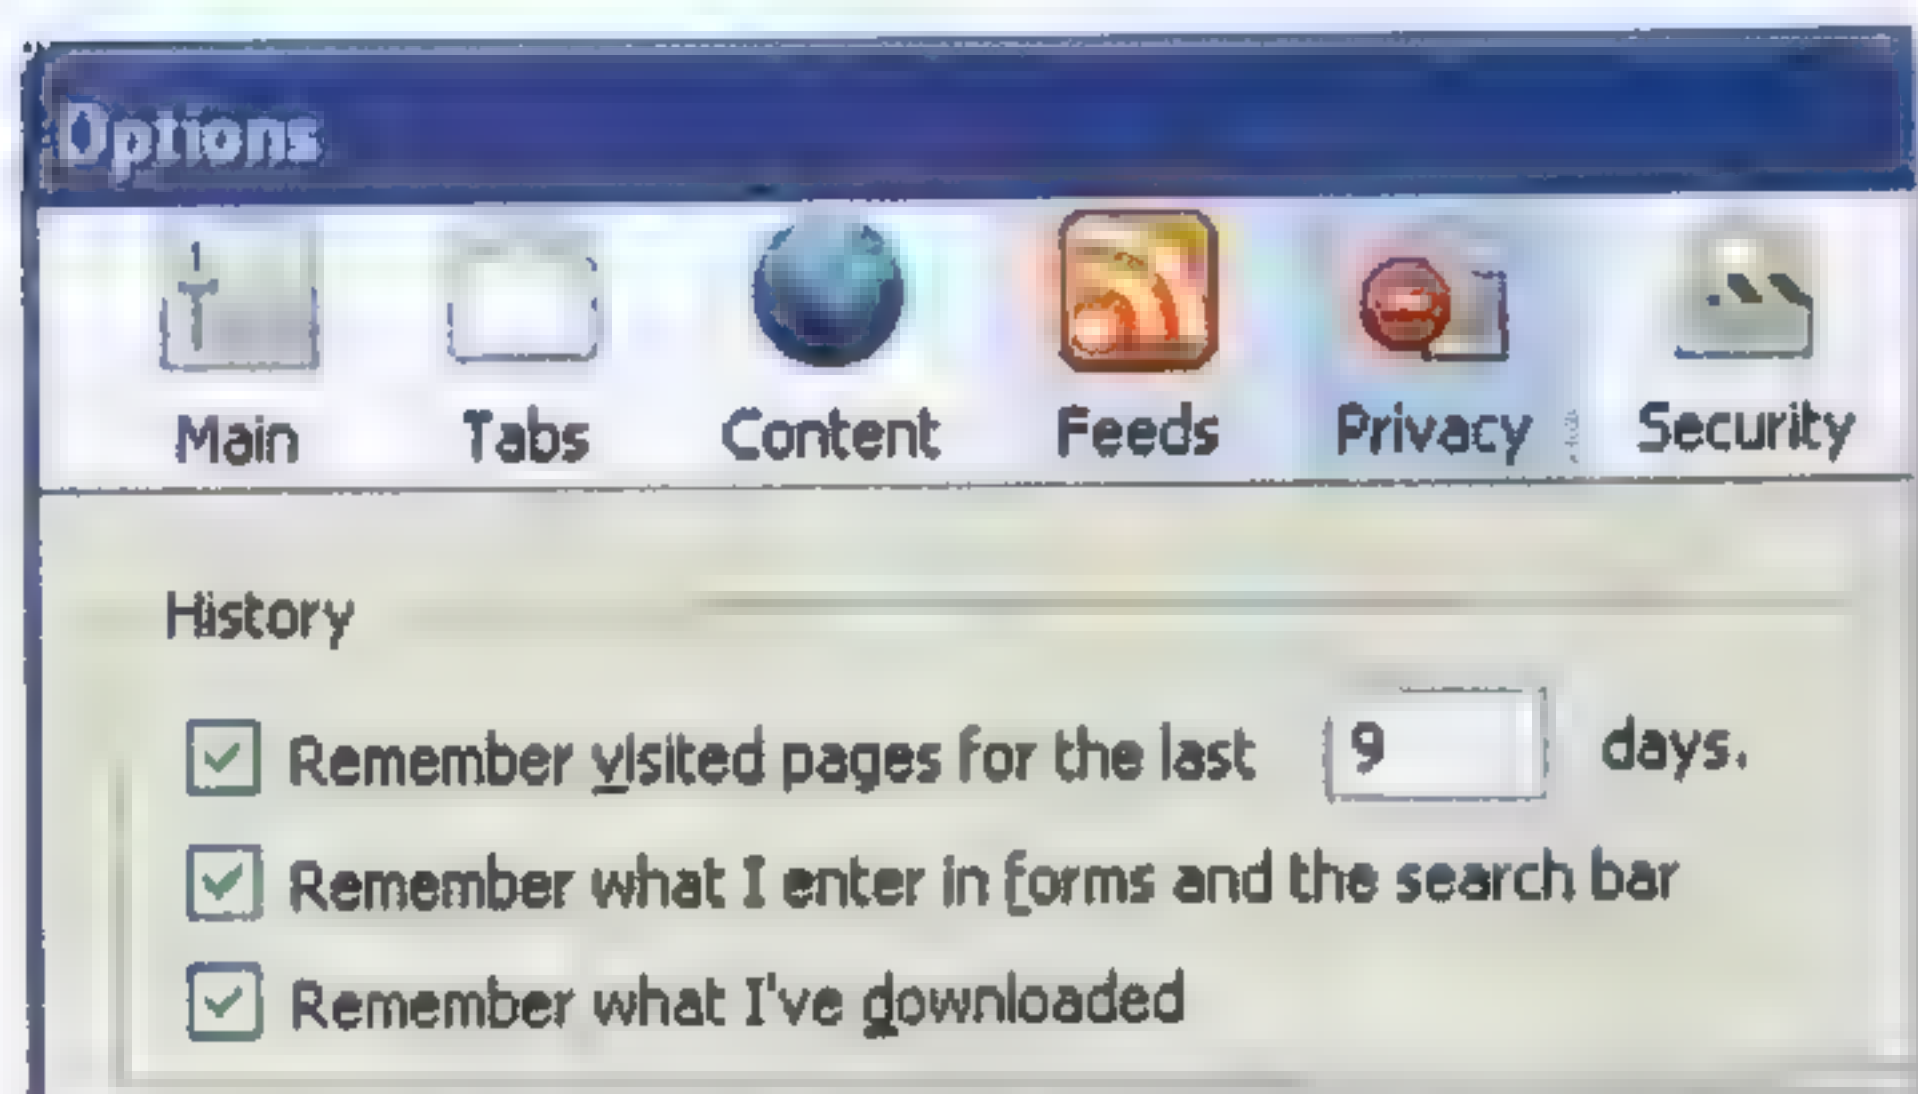 Options
Main Tabs Content Feeds Privacy Security
History
Remember visited pages for the last 9 days.
Remember what I enter in forms and the search bar
Remember what I've downloaded